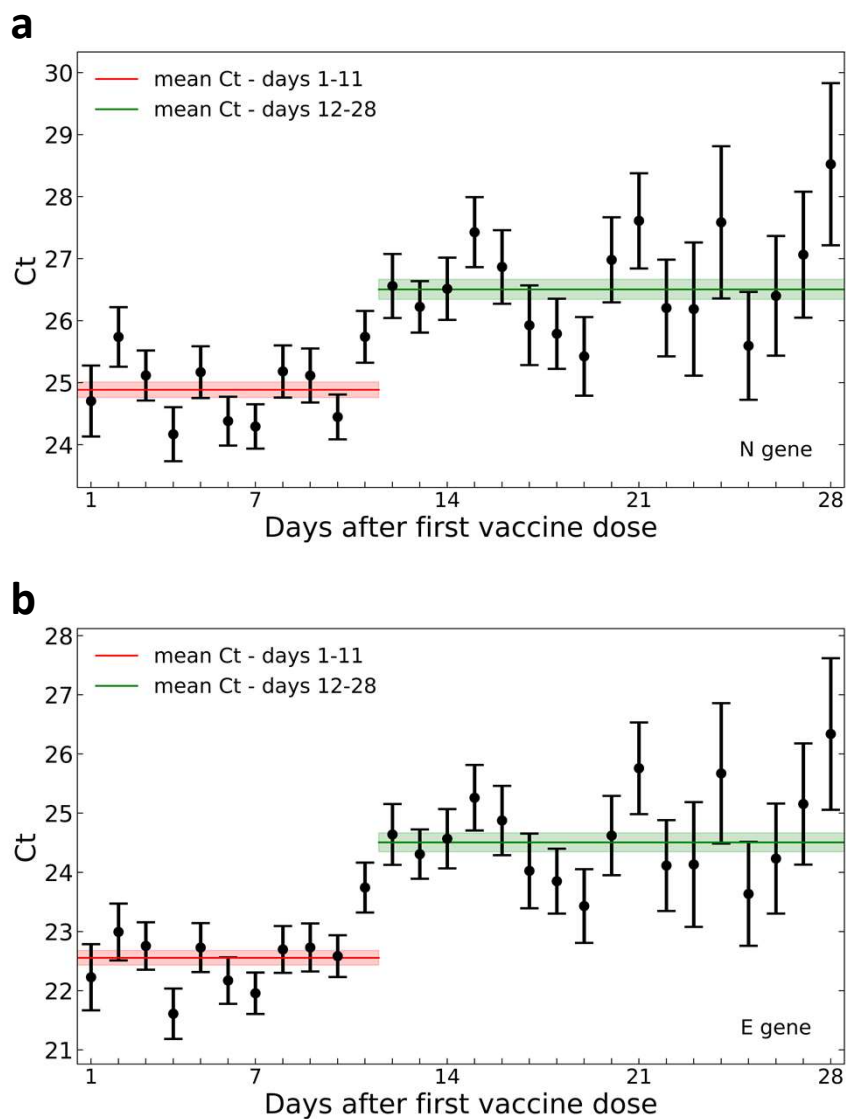 a
30
29
28
27
26
25
24
Ct
mean Ct - days 1-11
mean Ct - days 12-28
N gene
1 7 14 21 28
Days after first vaccine dose
b
28
27
26
25
24
23
22
21
Ct
mean Ct - days 1-11
mean Ct - days 12-28
E gene
1 7 14 21 28
Days after first vaccine dose